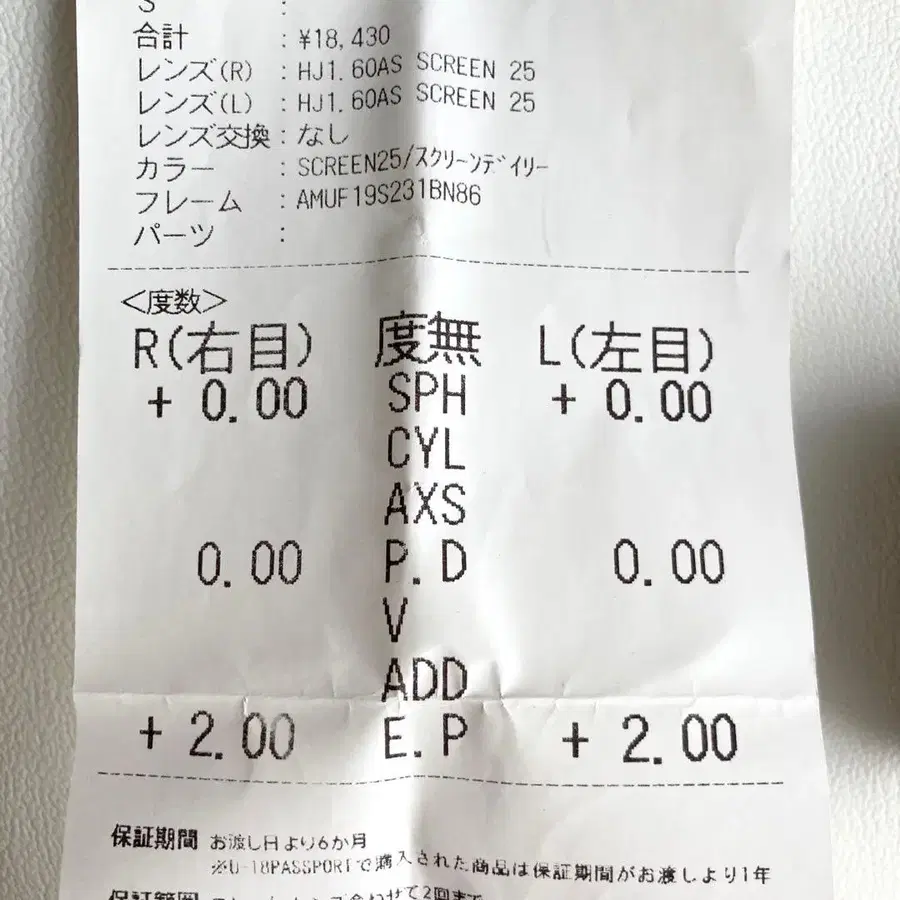 S :
合計 : ¥18,430
レンズ(R) : HJ1.60AS SCREEN 25
レンズ(L) : HJ1.60AS SCREEN 25
レンズ交換 : なし
カラー : SCREEN25/スクリーンデイリー
フレーム : AMUF19S231BN86
パーツ :
<度数>
R(右目) 度無 L(左目)
+ 0.00 SPH + 0.00
CYL
AXS
0.00 P.D 0.00
V
ADD
+ 2.00 E.P + 2.00
保証期間 お渡し日より6か月
※U-18PASSPORTで購入された商品は保証期間がお渡しより1年
保証範囲